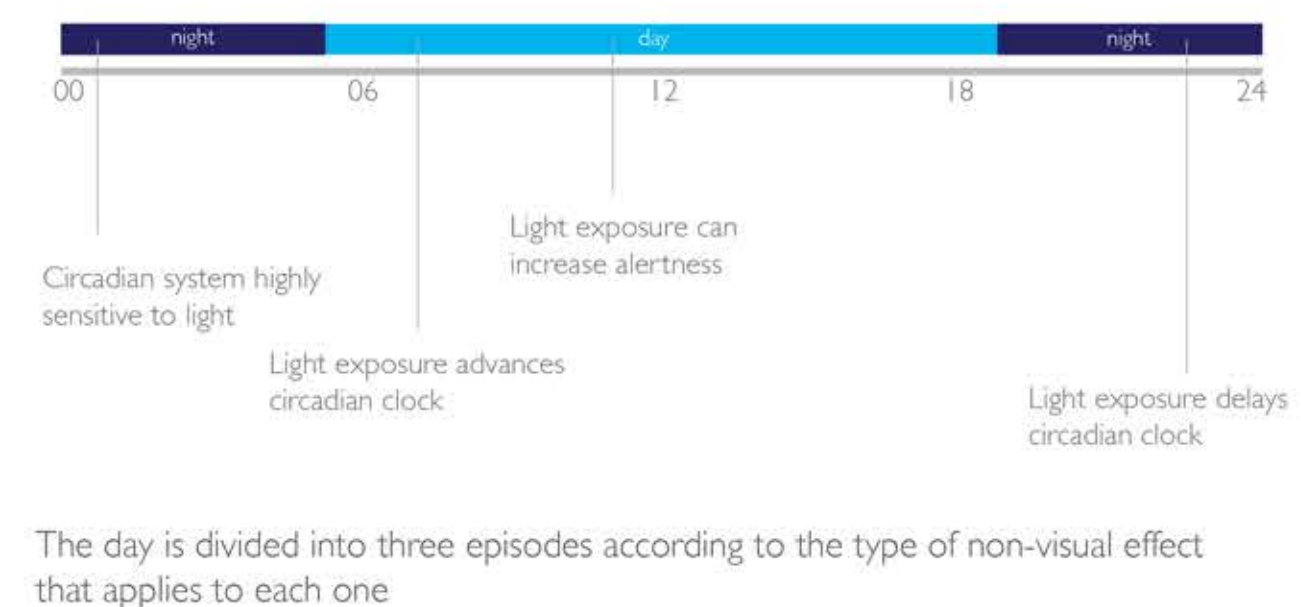 night day night
00 06 12 18 24
Light exposure can
increase alertness
Circadian system highly
sensitive to light
Light exposure advances
circadian clock
Light exposure delays
circadian clock
The day is divided into three episodes according to the type of non-visual effect
that applies to each one